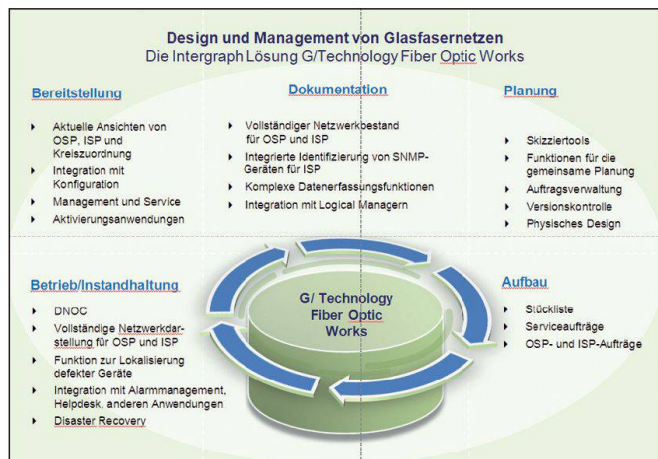 Design und Management von Glasfasernetzen
Die Intergraph Lösung G/Technology Fiber Optic Works
Bereitstellung
Aktuelle Ansichten von
OSP, ISP und
Kreiszuordnung
Integration mit
Konfiguration
Management und Service
Aktivierungsanwendungen
Dokumentation
Vollständiger Netzwerkbestand
für OSP und ISP
Integrierte Identifizierung von SNMP-
Geräten für ISP
Komplexe Datenerfassungsfunktionen
Integration mit Logical Managern
Planung
Skizziertools
Funktionen für die
gemeinsame Planung
Auftragsverwaltung
Versionskontrolle
Physisches Design
Betrieb/Instandhaltung
DNOC
Vollständige Netzwerkdar-
stellung für OSP und ISP
Funktion zur Lokalisierung
defekter Geräte
Integration mit Alarmmanagement,
Helpdesk, anderen Anwendungen
Disaster Recovery
G/ Technology
Fiber Optic
Works
Aufbau
Stückliste
Serviceaufträge
OSP- und ISP-Aufträge